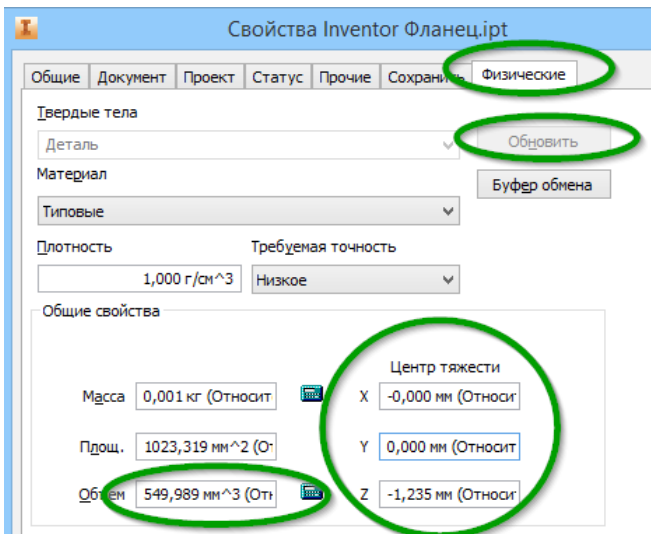 Свойства Inventor Фланец.ipt
Общие Документ Проект Статус Прочие Сохранить Физические
Твердые тела
Деталь
Обновить
Материал
Буфер обмена
Типовые
Плотность Требуемая точность
1,000 г/см^3 Низкое
Общие свойства
Центр тяжести
Масса 0,001 кг (Относит X -0,000 мм (Относит
Площ. 1023,319 мм^2 (От Y 0,000 мм (Относит
Объем 549,989 мм^3 (Отн Z -1,235 мм (Относит